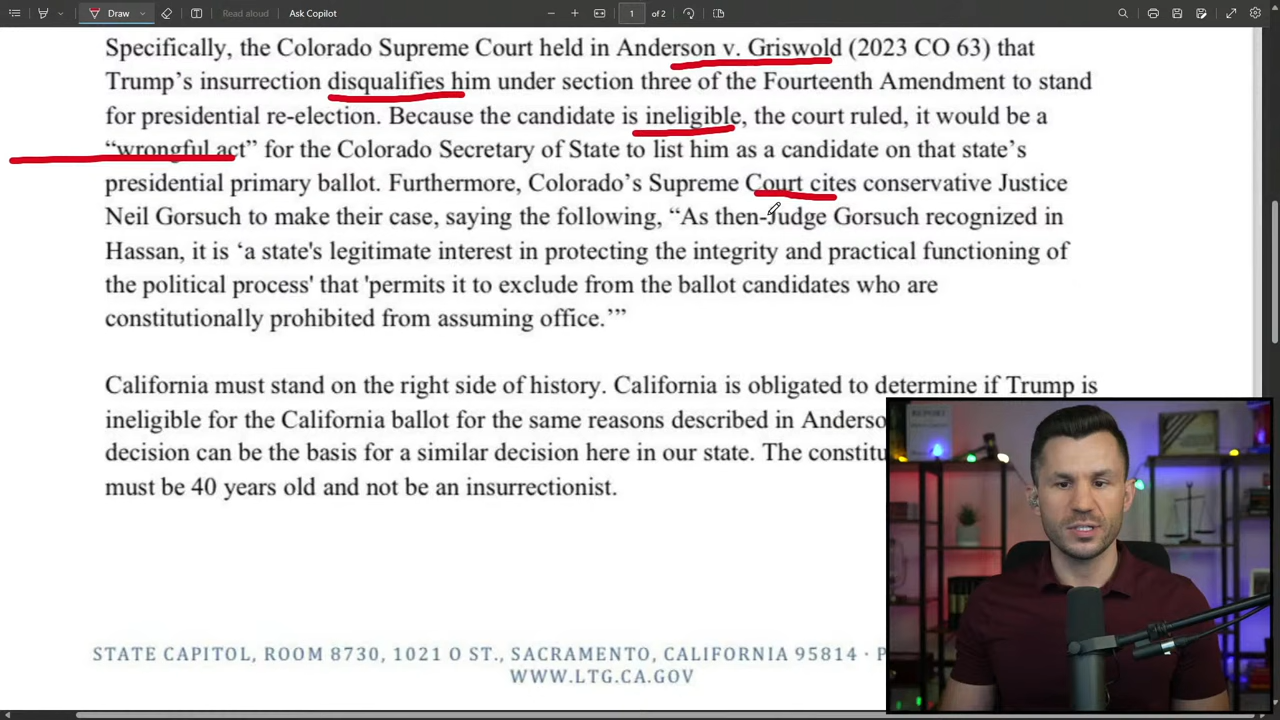 Draw
Read aloud
Ask Copilot
1 of 2
Specifically, the Colorado Supreme Court held in Anderson v. Griswold (2023 CO 63) that
Trump’s insurrection disqualifies him under section three of the Fourteenth Amendment to stand
for presidential re-election. Because the candidate is ineligible, the court ruled, it would be a
“wrongful act” for the Colorado Secretary of State to list him as a candidate on that state’s
presidential primary ballot. Furthermore, Colorado’s Supreme Court cites conservative Justice
Neil Gorsuch to make their case, saying the following, “As then-Judge Gorsuch recognized in
Hassan, it is ‘a state's legitimate interest in protecting the integrity and practical functioning of
the political process' that 'permits it to exclude from the ballot candidates who are
constitutionally prohibited from assuming office.’”
California must stand on the right side of history. California is obligated to determine if Trump is
ineligible for the California ballot for the same reasons described in Anderso
decision can be the basis for a similar decision here in our state. The constitu
must be 40 years old and not be an insurrectionist.
STATE CAPITOL, ROOM 8730, 1021 O ST., SACRAMENTO, CALIFORNIA 95814 · P
WWW.LTG.CA.GOV
REPORT